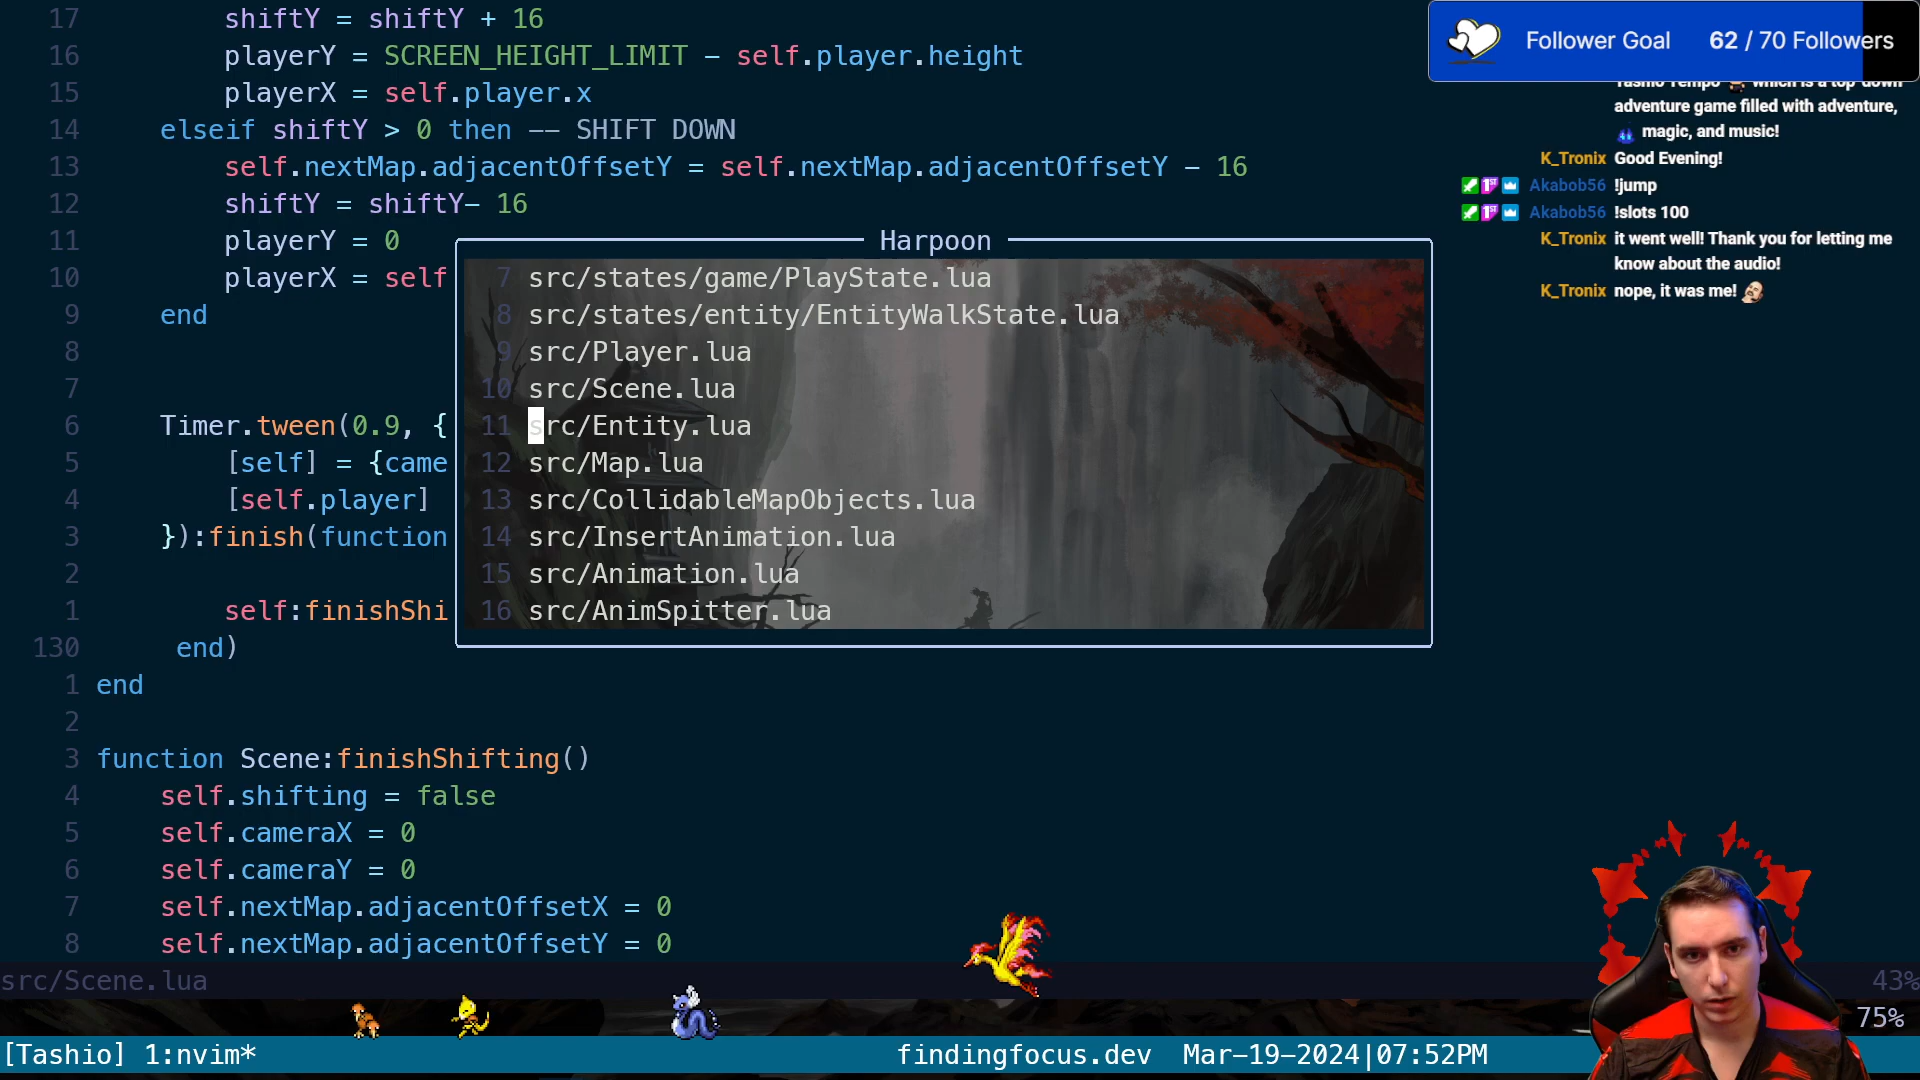 17 shiftY = shiftY + 16
16 playerY = SCREEN_HEIGHT_LIMIT - self.player.height
15 playerX = self.player.x
14 elseif shiftY > 0 then -- SHIFT DOWN
13 self.nextMap.adjacentOffsetY = self.nextMap.adjacentOffsetY - 16
12 shiftY = shiftY- 16
11 playerY = 0
10 playerX = self
9 end
8
7
6 Timer.tween(0.9, {
5 [self] = {came
4 [self.player]
3 }):finish(function
2
1 self:finishShi
130 end)
1 end
2
3 function Scene:finishShifting()
4 self.shifting = false
5 self.cameraX = 0
6 self.cameraY = 0
7 self.nextMap.adjacentOffsetX = 0
8 self.nextMap.adjacentOffsetY = 0
Harpoon
7 src/states/game/PlayState.lua
8 src/states/entity/EntityWalkState.lua
9 src/Player.lua
10 src/Scene.lua
11 src/Entity.lua
12 src/Map.lua
13 src/CollidableMapObjects.lua
14 src/InsertAnimation.lua
15 src/Animation.lua
16 src/AnimSpitter.lua
Follower Goal 62 / 70 Followers
Tashio Tempo which is a top-down
adventure game filled with adventure,
magic, and music!
K_Tronix Good Evening!
Akabob56 !jump
Akabob56 !slots 100
K_Tronix it went well! Thank you for letting me
know about the audio!
K_Tronix nope, it was me!
src/Scene.lua 43%
75%
[Tashio] 1:nvim* findingfocus.dev Mar-19-2024|07:52PM